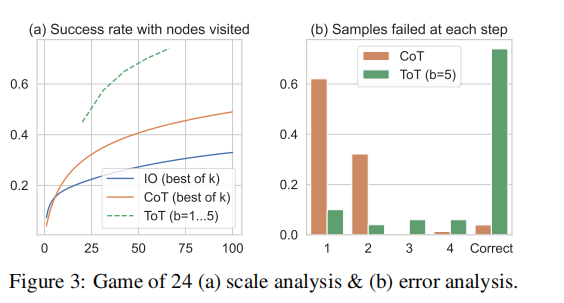 (a) Success rate with nodes visited
0.6
0.4
0.2
0 25 50 75 100
IO (best of k)
CoT (best of k)
ToT (b=1...5)
(b) Samples failed at each step
0.6
0.4
0.2
0.0
1 2 3 4 Correct
CoT
ToT (b=5)
Figure 3: Game of 24 (a) scale analysis & (b) error analysis.